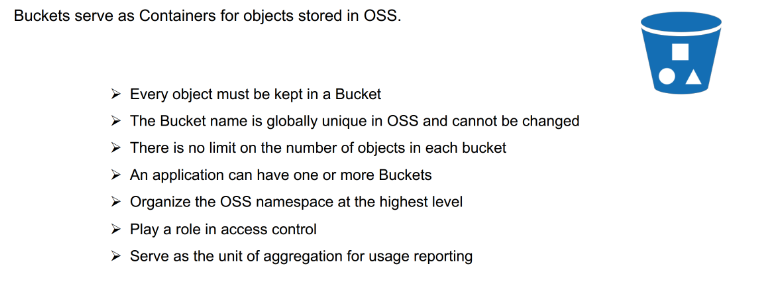 Buckets serve as Containers for objects stored in OSS.
➢ Every object must be kept in a Bucket
➢ The Bucket name is globally unique in OSS and cannot be changed
➢ There is no limit on the number of objects in each bucket
➢ An application can have one or more Buckets
➢ Organize the OSS namespace at the highest level
➢ Play a role in access control
➢ Serve as the unit of aggregation for usage reporting